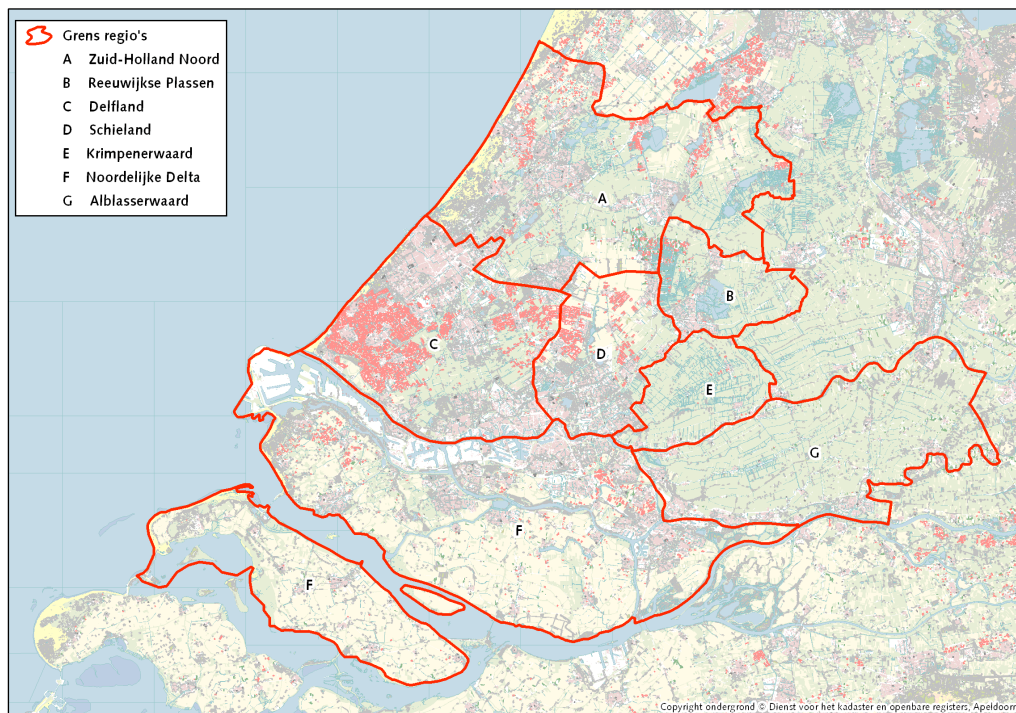 Grens regio's
A Zuid-Holland Noord
B Reeuwijkse Plassen
C Delfland
D Schieland
E Krimpenerwaard
F Noordelijke Delta
G Alblasserwaard
A
B
C
D
E
G
F
F
Copyright ondergrond © Dienst voor het kadaster en openbare registers, Apeldoorn